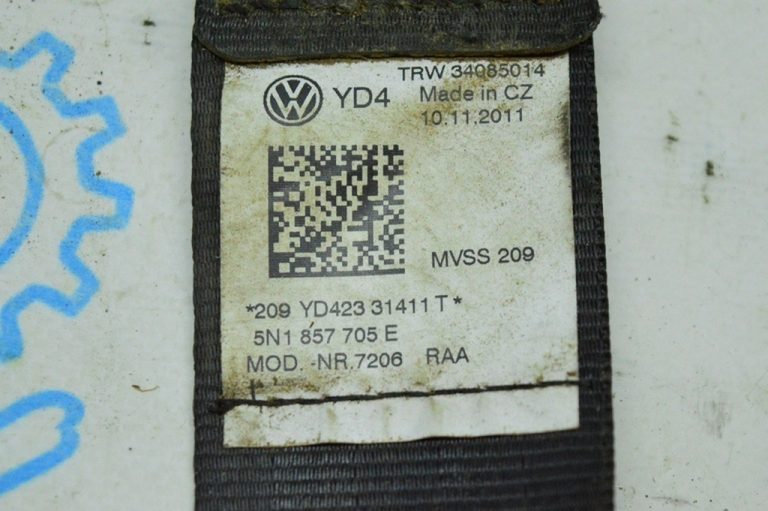 VW YD4 TRW 34085014
Made in CZ
10.11.2011
MVSS 209
*209 YD423 31411 T*
5N1 857 705 E
MOD. -NR.7206 RAA